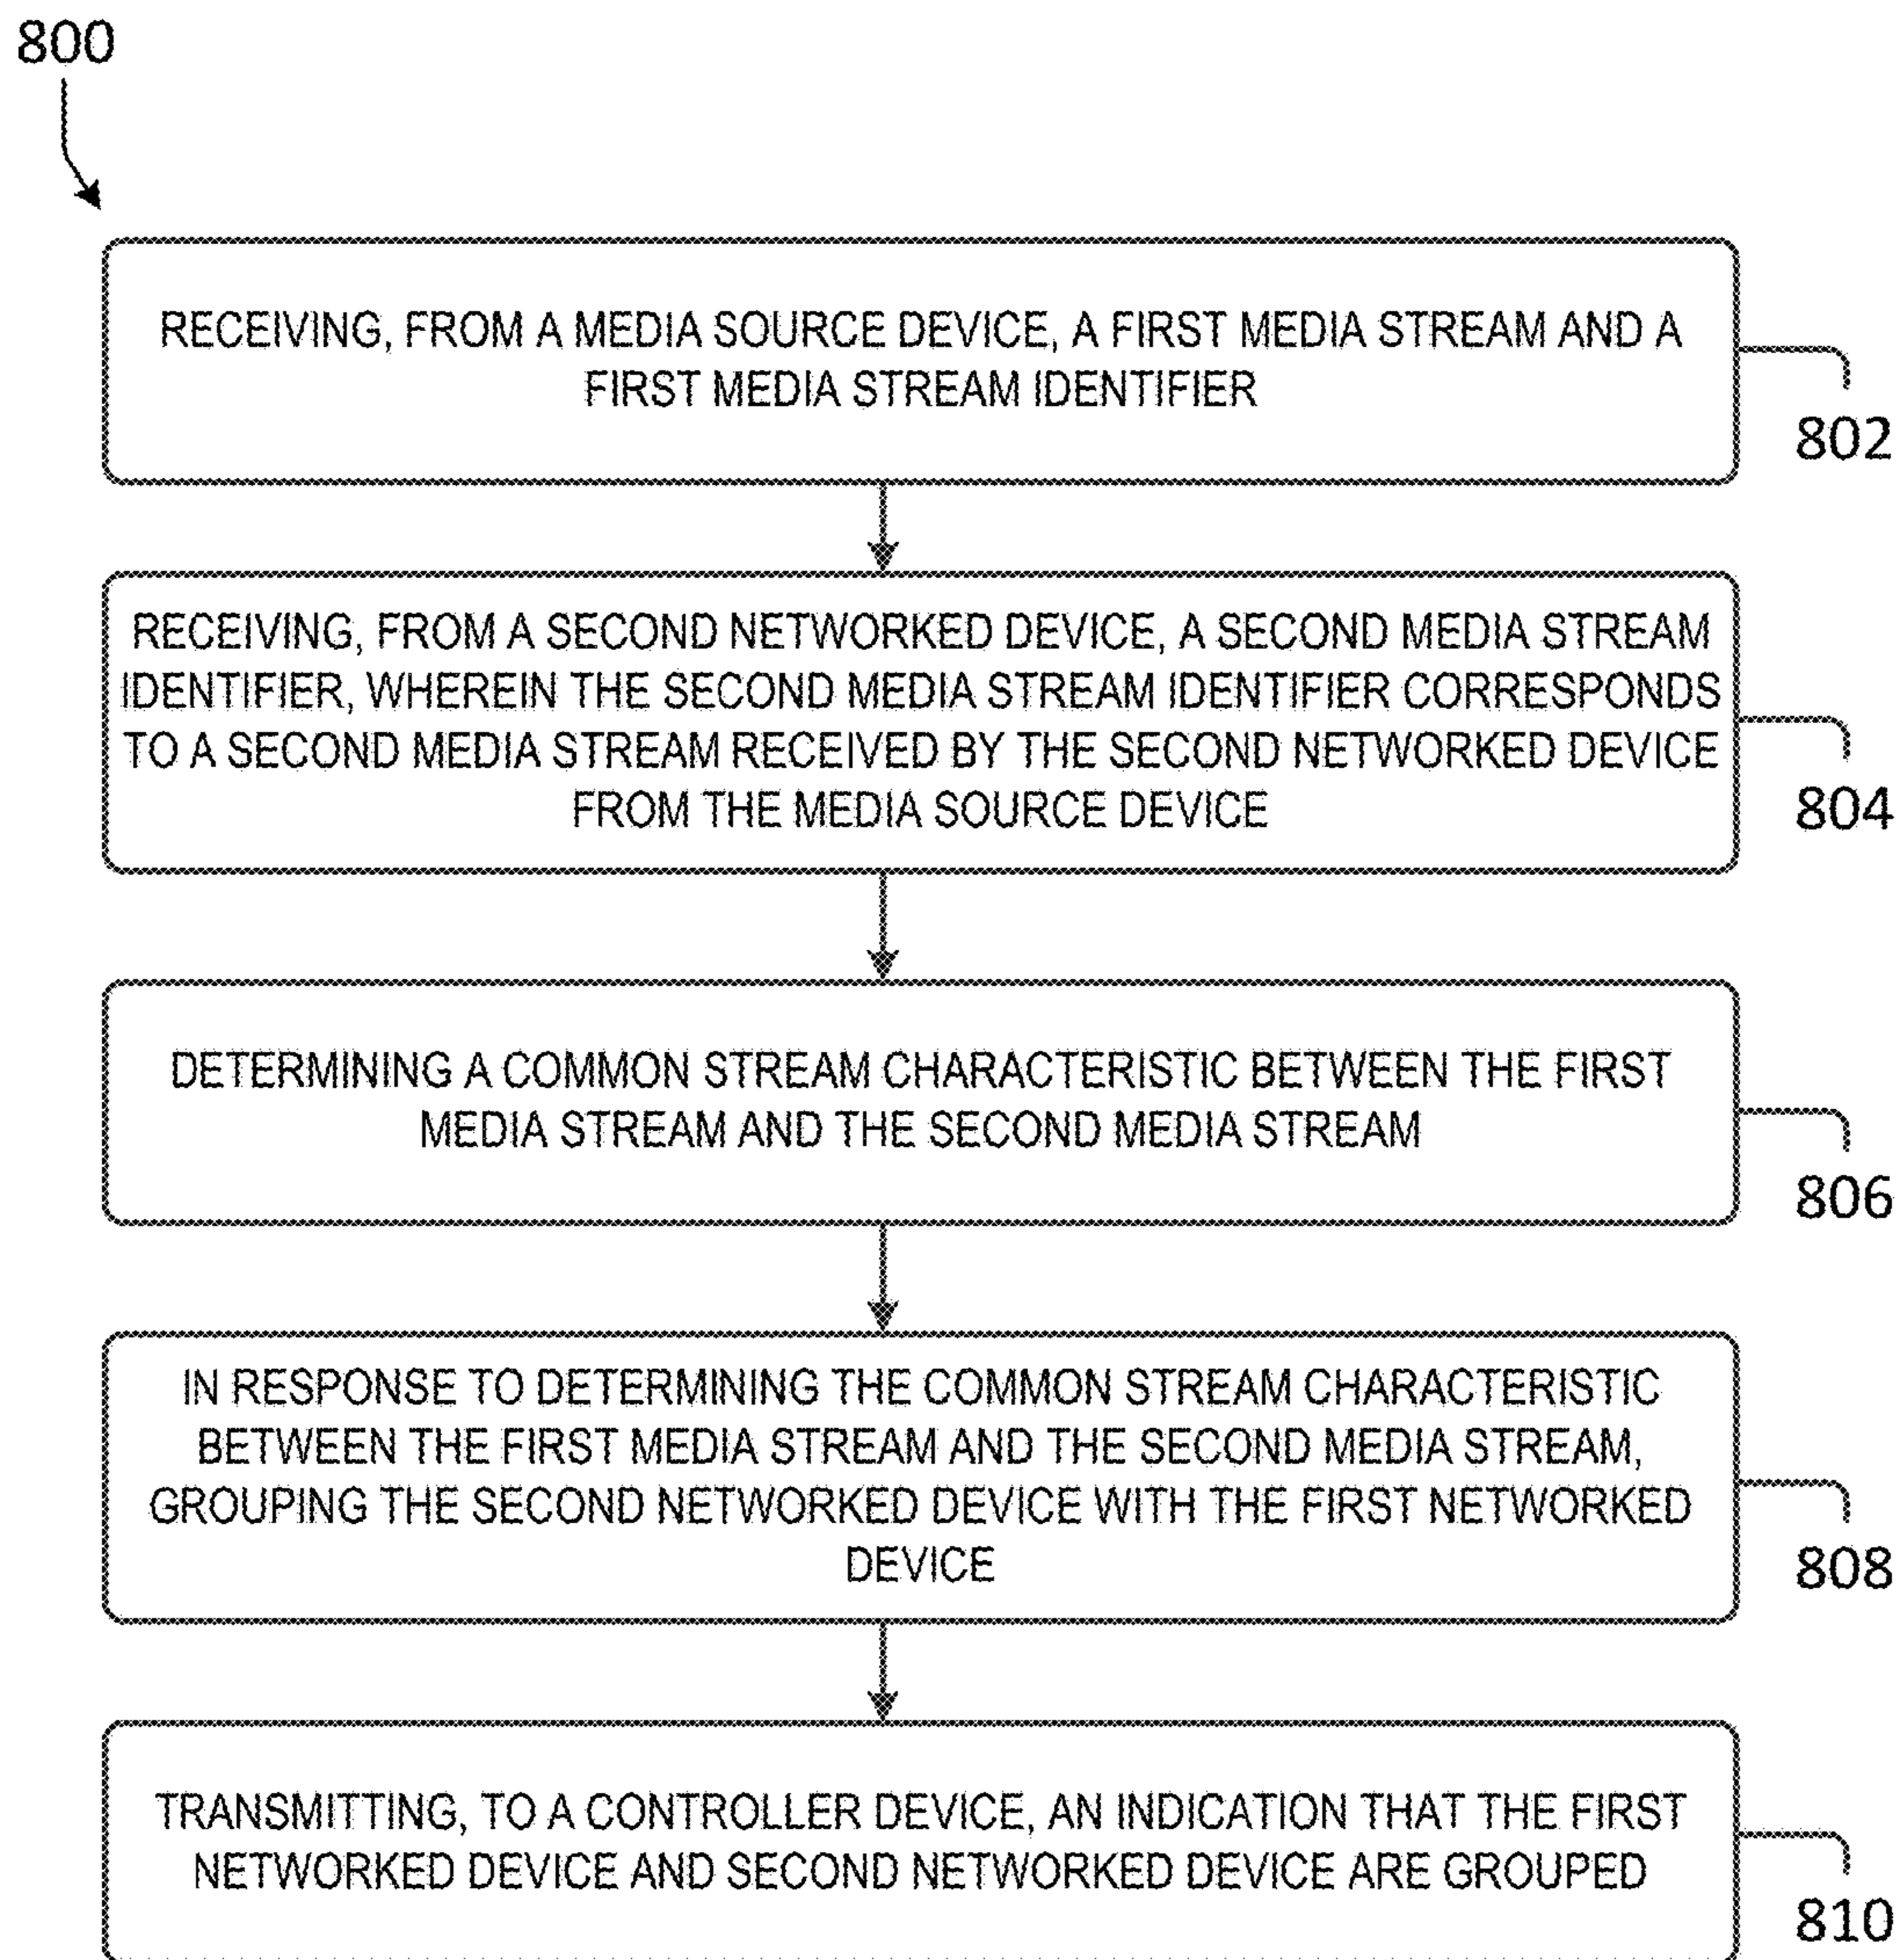 800
RECEIVING, FROM A MEDIA SOURCE DEVICE, A FIRST MEDIA STREAM AND A
FIRST MEDIA STREAM IDENTIFIER
802
RECEIVING, FROM A SECOND NETWORKED DEVICE, A SECOND MEDIA STREAM
IDENTIFIER, WHEREIN THE SECOND MEDIA STREAM IDENTIFIER CORRESPONDS
TO A SECOND MEDIA STREAM RECEIVED BY THE SECOND NETWORKED DEVICE
FROM THE MEDIA SOURCE DEVICE
804
DETERMINING A COMMON STREAM CHARACTERISTIC BETWEEN THE FIRST
MEDIA STREAM AND THE SECOND MEDIA STREAM
806
IN RESPONSE TO DETERMINING THE COMMON STREAM CHARACTERISTIC
BETWEEN THE FIRST MEDIA STREAM AND THE SECOND MEDIA STREAM,
GROUPING THE SECOND NETWORKED DEVICE WITH THE FIRST NETWORKED
DEVICE
808
TRANSMITTING, TO A CONTROLLER DEVICE, AN INDICATION THAT THE FIRST
NETWORKED DEVICE AND SECOND NETWORKED DEVICE ARE GROUPED
810